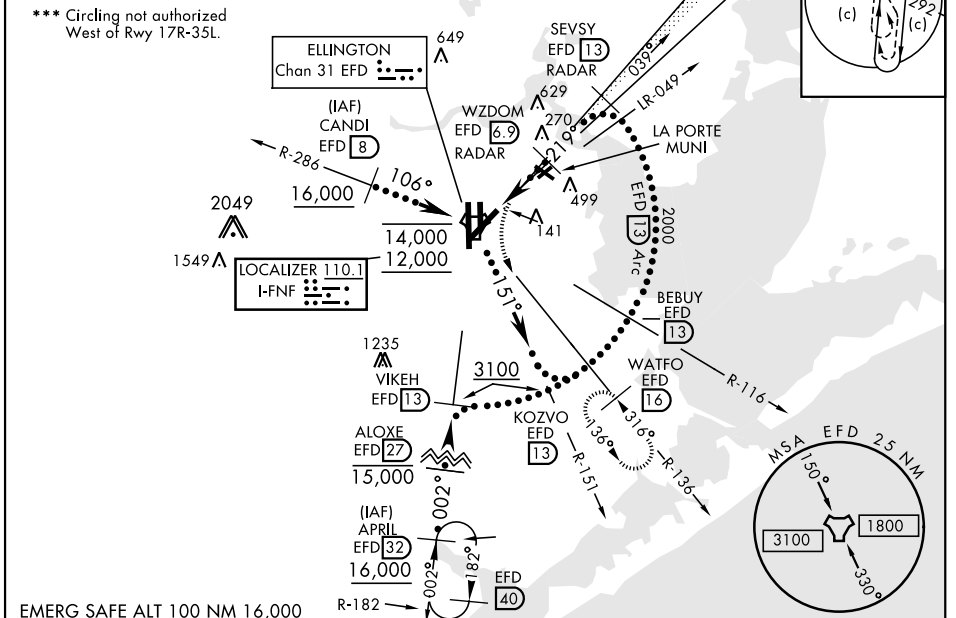 *** Circling not authorized
West of Rwy 17R-35L.
(c)
292
(c)
ELLINGTON
Chan 31 EFD
649
SEVSY
EFD 13
RADAR
039°
LR-049
629
(IAF)
CANDI
EFD 8
WZDOM
EFD 6.9
RADAR
270
219°
LA PORTE
MUNI
R-286
106°
16,000
499
141
EFD 13 Arc
2000
2049
14,000
12,000
1549
LOCALIZER 110.1
I-FNF
151°
BEBUY
EFD
13
1235
VIKEH
EFD 13
3100
WATFO
EFD
16
R-116
KOZVO
EFD
13
ALOXE
EFD 27
15,000
136°
316°
R-151
R-136
MSA EFD 25 NM
150°
3100
1800
330°
002°
(IAF)
APRIL
EFD 32
16,000
002°
182°
EFD
40
R-182
EMERG SAFE ALT 100 NM 16,000